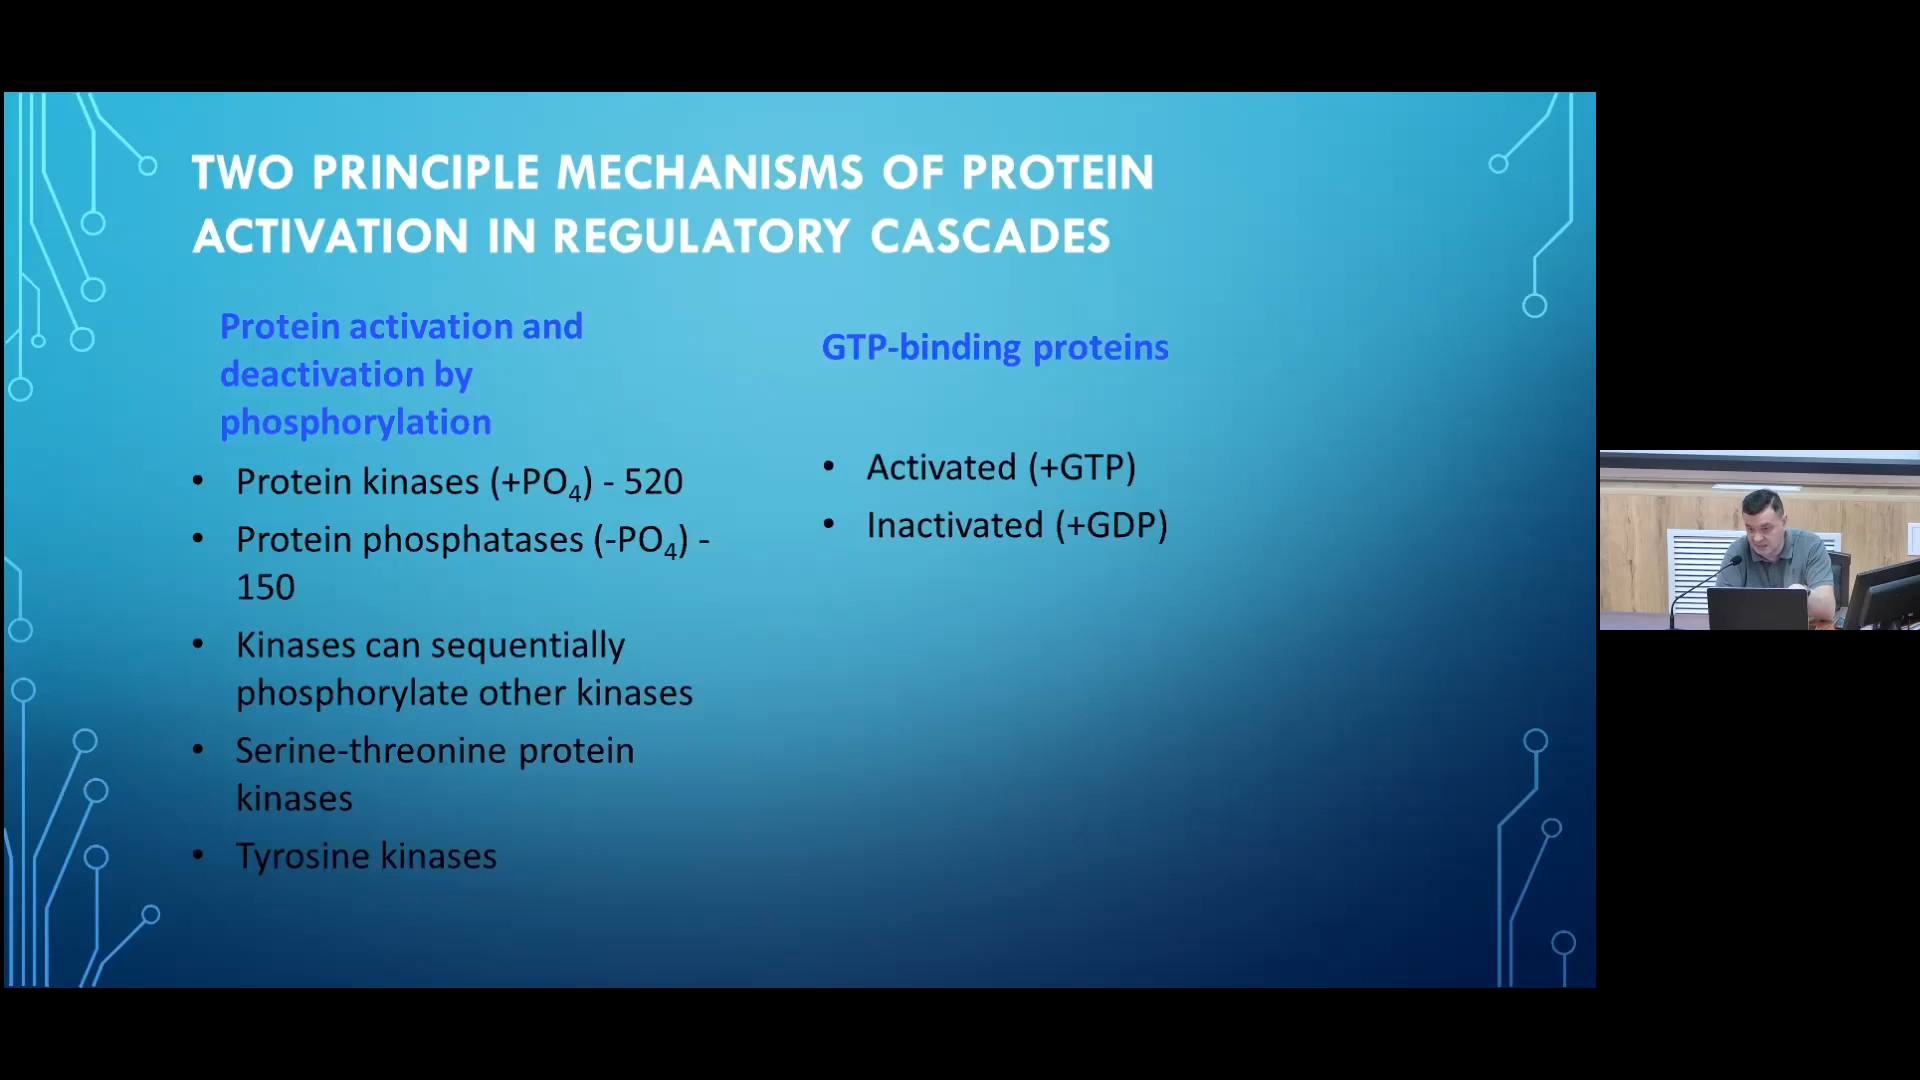 TWO PRINCIPLE MECHANISMS OF PROTEIN
ACTIVATION IN REGULATORY CASCADES
Protein activation and
deactivation by
phosphorylation
• Protein kinases (+PO₄) - 520
• Protein phosphatases (-PO₄) -
150
• Kinases can sequentially
phosphorylate other kinases
• Serine-threonine protein
kinases
• Tyrosine kinases
GTP-binding proteins
• Activated (+GTP)
• Inactivated (+GDP)